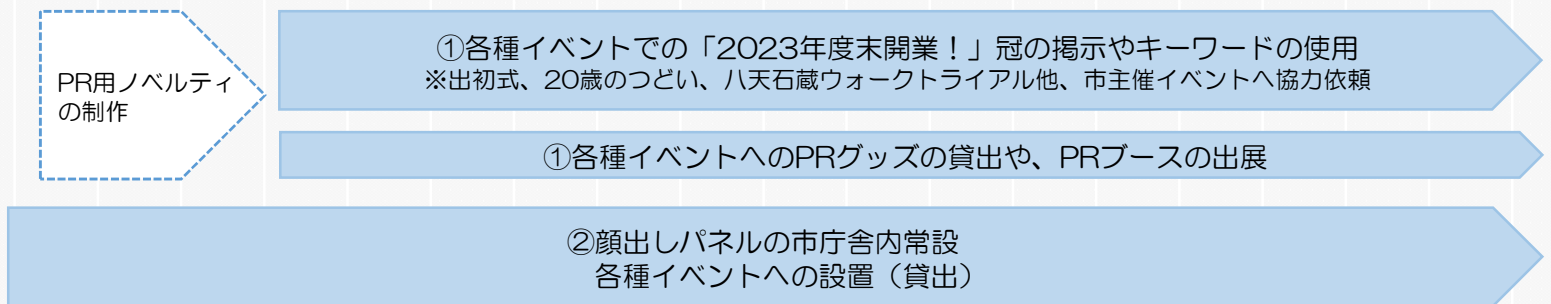 PR用ノベルティ
の制作
①各種イベントでの「2023年度末開業！」冠の掲示やキーワードの使用
※出初式、20歳のつどい、八天石蔵ウォークトライアル他、市主催イベントへ協力依頼
①各種イベントへのPRグッズの貸出や、PRブースの出展
②顔出しパネルの市庁舎内常設
各種イベントへの設置（貸出）